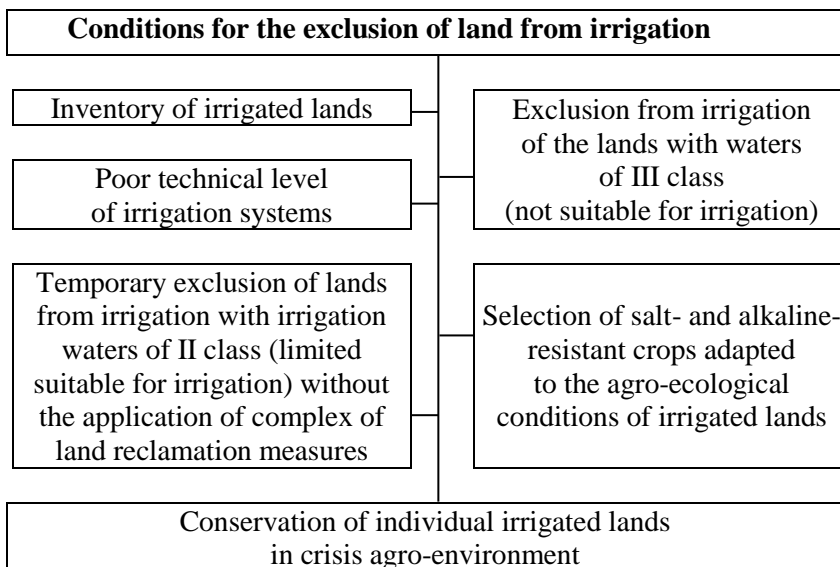 Conditions for the exclusion of land from irrigation
Inventory of irrigated lands
Poor technical level
of irrigation systems
Temporary exclusion of lands
from irrigation with irrigation
waters of II class (limited
suitable for irrigation) without
the application of complex of
land reclamation measures
Exclusion from irrigation
of the lands with waters
of III class
(not suitable for irrigation)
Selection of salt- and alkaline-
resistant crops adapted
to the agro-ecological
conditions of irrigated lands
Conservation of individual irrigated lands
in crisis agro-environment